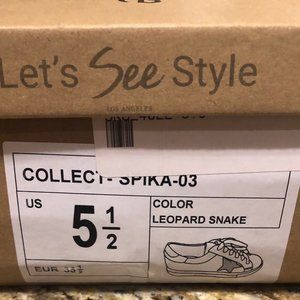 Let's See Style
LOS ANGELES
COLLECT- SPIKA-03
US
5 1/2
COLOR
LEOPARD SNAKE